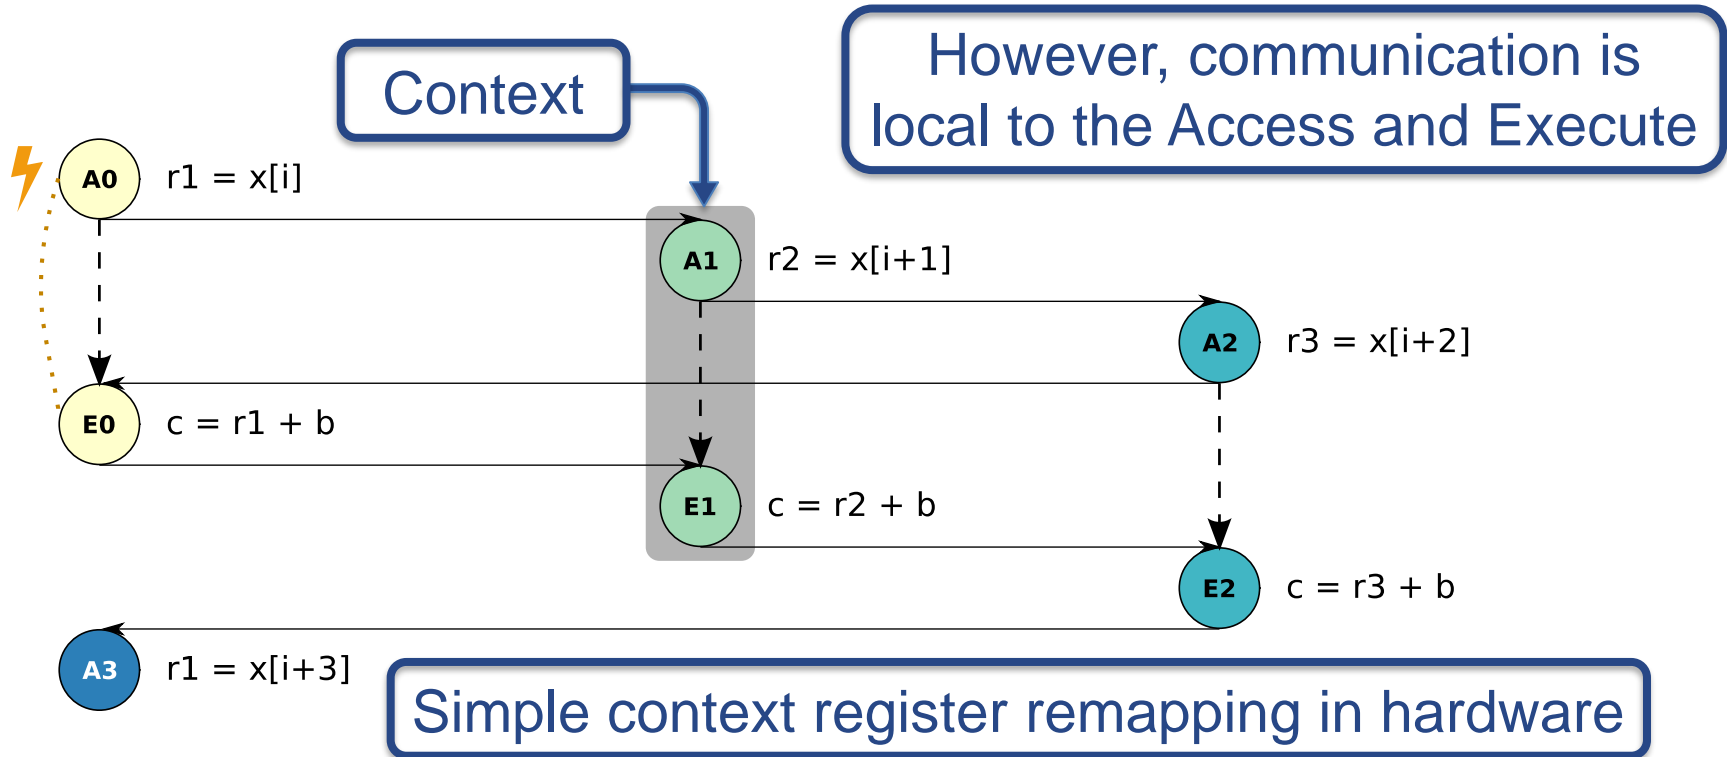 However, communication is
local to the Access and Execute
Context
A0 r1 = x[i]
A1 r2 = x[i+1]
A2 r3 = x[i+2]
E0 c = r1 + b
E1 c = r2 + b
E2 c = r3 + b
A3 r1 = x[i+3]
Simple context register remapping in hardware